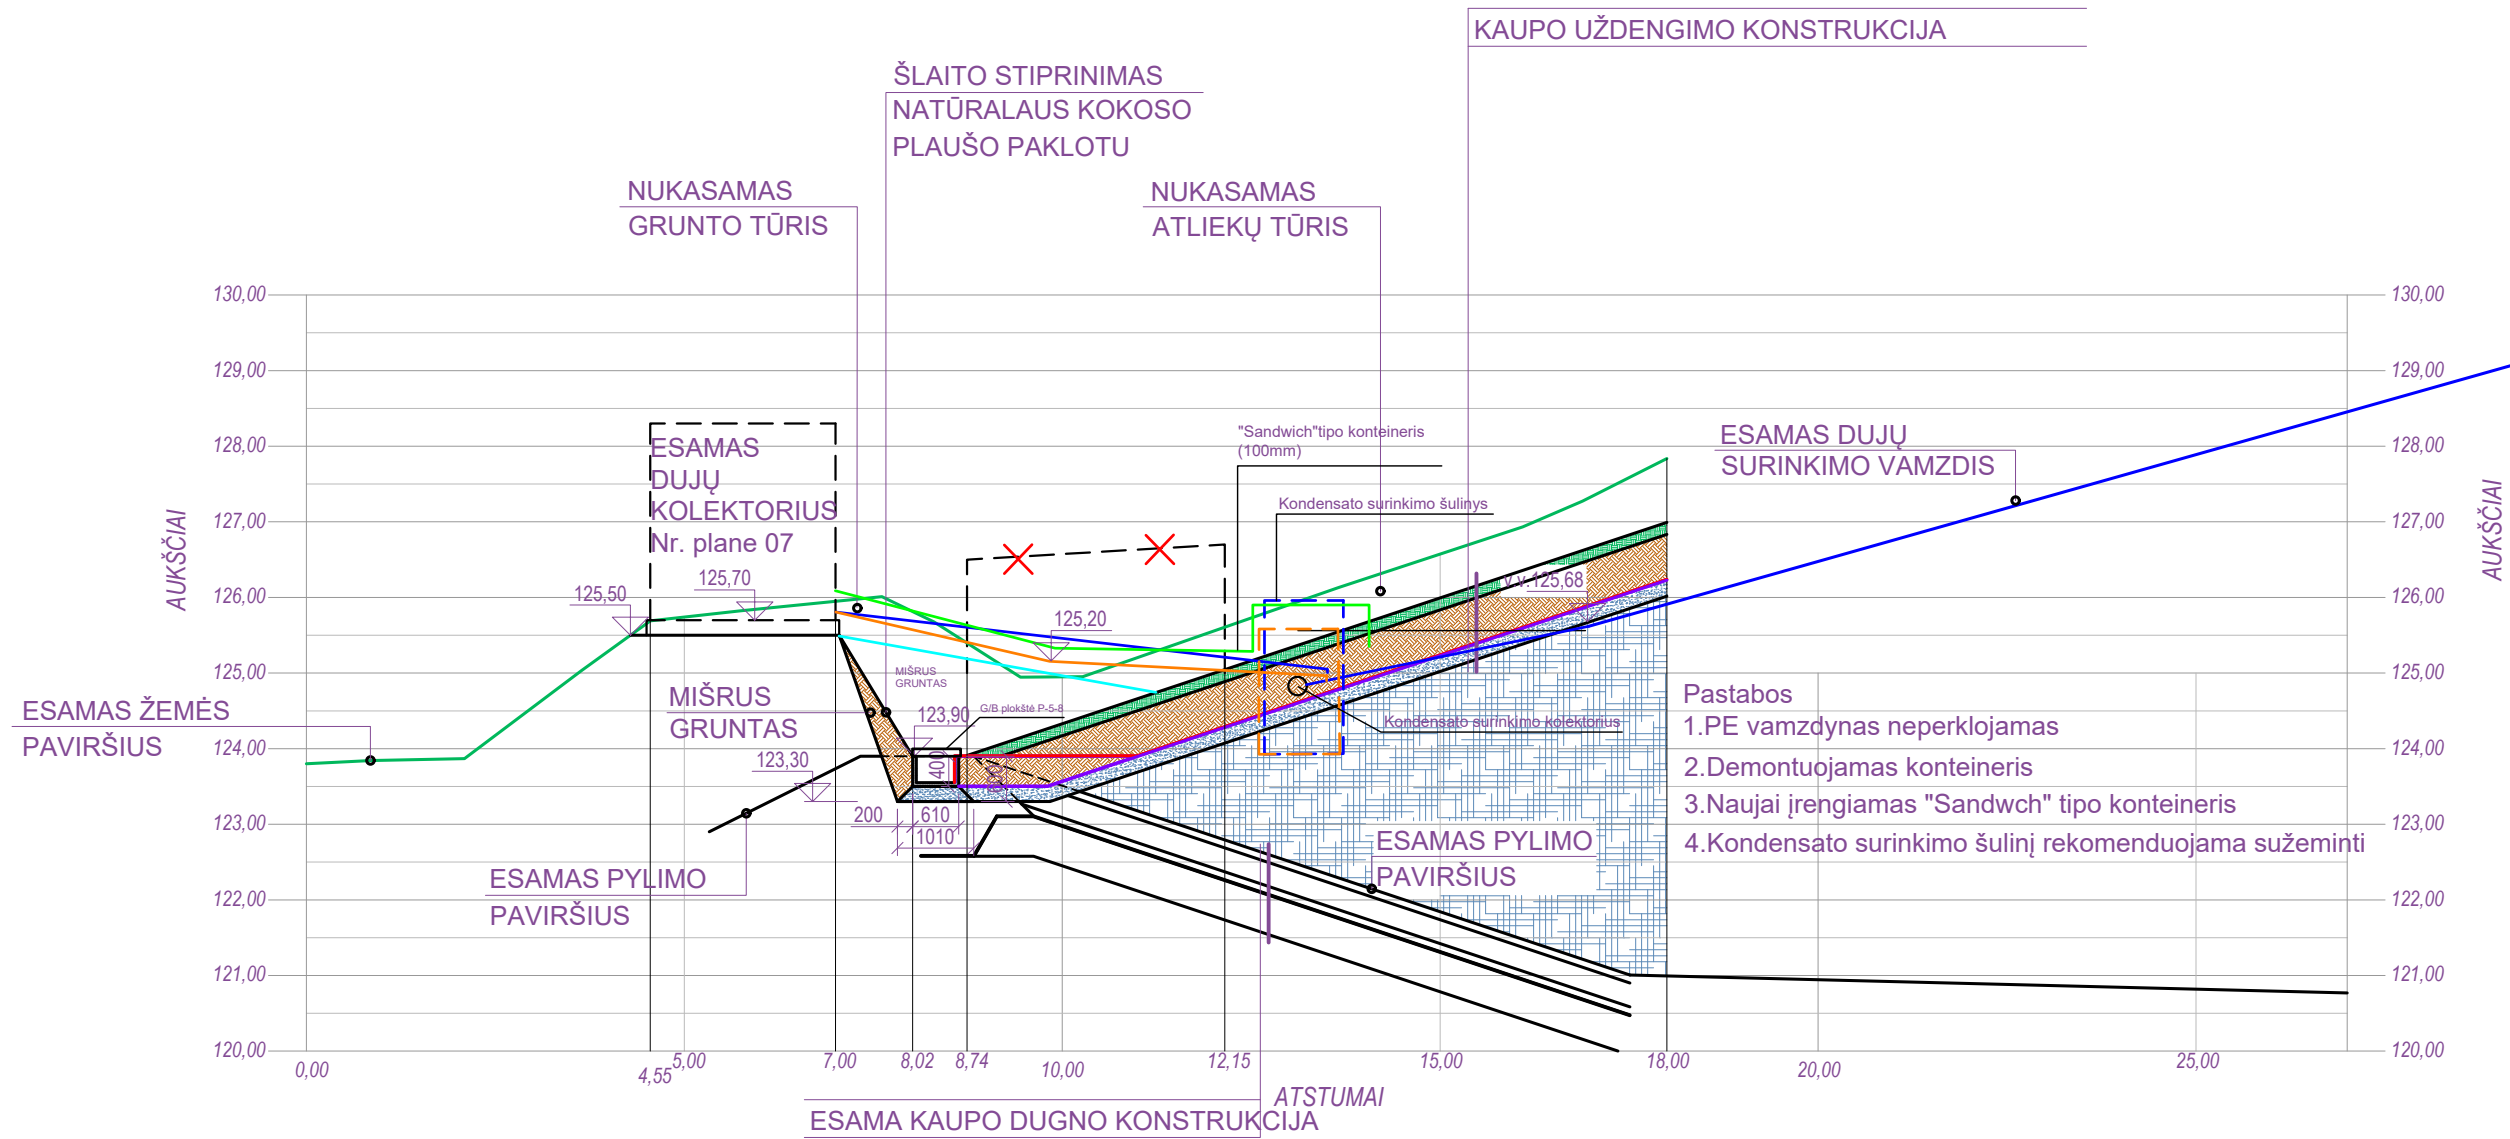 KAUPO UŽDENGIMO KONSTRUKCIJA
ŠLAITO STIPRINIMAS
NATŪRALAUS KOKOSO
PLAUŠO PAKLOTU
NUKASAMAS
GRUNTO TŪRIS
NUKASAMAS
ATLIEKŲ TŪRIS
130,00
129,00
128,00
127,00
126,00
125,00
124,00
123,00
122,00
121,00
120,00
AUKŠČIAI
ESAMAS
DUJŲ
KOLEKTORIUS
Nr. plane 07
125,50
125,70
"Sandwich"tipo konteineris
(100mm)
Kondensato surinkimo šulinys
ESAMAS DUJŲ
SURINKIMO VAMZDIS
125,20
v.v.125,68
ESAMAS ŽEMĖS
PAVIRŠIUS
MIŠRUS
GRUNTAS
MIŠRUS
GRUNTAS
G/B plokštė P-5-8
123,90
123,30
400
600
200
610
1010
Kondensato surinkimo kolektorius
ESAMAS PYLIMO
PAVIRŠIUS
ESAMAS PYLIMO
PAVIRŠIUS
Pastabos
1.PE vamzdynas neperklojamas
2.Demontuojamas konteineris
3.Naujai įrengiamas "Sandwch" tipo konteineris
4.Kondensato surinkimo šulinį rekomenduojama sužeminti
130,00
129,00
128,00
127,00
126,00
125,00
124,00
123,00
122,00
121,00
120,00
AUKŠČIAI
0,00
4,55
5,00
7,00
8,02
8,74
10,00
12,15
15,00
18,00
20,00
25,00
ATSTUMAI
ESAMA KAUPO DUGNO KONSTRUKCIJA